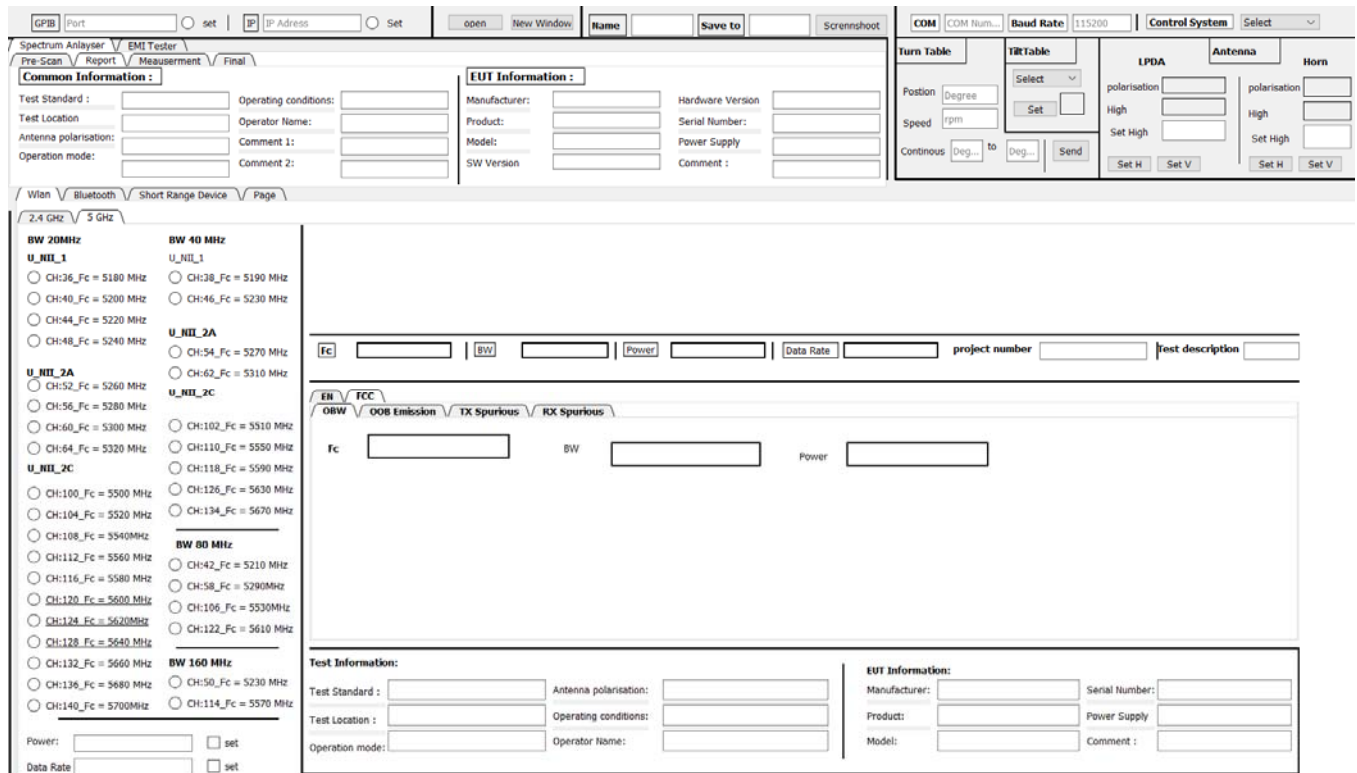 GPIB Port set IP IP Adress Set open New Window Name Save to Scrennshoot COM COM Num... Baud Rate 115200 Control System Select
Spectrum Anlayser EMI Tester
Pre-Scan Report Meauserment Final
Common Information :
Test Standard :
Test Location
Antenna polarisation:
Operation mode:
Operating conditions:
Operator Name:
Comment 1:
Comment 2:
EUT Information :
Manufacturer:
Product:
Model:
SW Version
Hardware Version
Serial Number:
Power Supply
Comment :
Turn Table
Postion Degree
Speed rpm
Continous Deg... to Deg... Send
TiltTable
Select
Set
Antenna
LPDA
polarisation
High
Set High
Set H Set V
Horn
polarisation
High
Set High
Set H Set V
Wlan Bluetooth Short Range Device Page
2.4 GHz 5 GHz
BW 20MHz
U_NII_1
CH:36_Fc = 5180 MHz
CH:40_Fc = 5200 MHz
CH:44_Fc = 5220 MHz
CH:48_Fc = 5240 MHz
U_NII_2A
CH:52_Fc = 5260 MHz
CH:56_Fc = 5280 MHz
CH:60_Fc = 5300 MHz
CH:64_Fc = 5320 MHz
U_NII_2C
CH:100_Fc = 5500 MHz
CH:104_Fc = 5520 MHz
CH:108_Fc = 5540MHz
CH:112_Fc = 5560 MHz
CH:116_Fc = 5580 MHz
CH:120_Fc = 5600 MHz
CH:124_Fc = 5620MHz
CH:128_Fc = 5640 MHz
CH:132_Fc = 5660 MHz
CH:136_Fc = 5680 MHz
CH:140_Fc = 5700MHz
BW 40 MHz
U_NII_1
CH:38_Fc = 5190 MHz
CH:46_Fc = 5230 MHz
U_NII_2A
CH:54_Fc = 5270 MHz
CH:62_Fc = 5310 MHz
U_NII_2C
CH:102_Fc = 5510 MHz
CH:110_Fc = 5550 MHz
CH:118_Fc = 5590 MHz
CH:126_Fc = 5630 MHz
CH:134_Fc = 5670 MHz
BW 80 MHz
CH:42_Fc = 5210 MHz
CH:58_Fc = 5290MHz
CH:106_Fc = 5530MHz
CH:122_Fc = 5610 MHz
BW 160 MHz
CH:50_Fc = 5230 MHz
CH:114_Fc = 5570 MHz
Power: set
Data Rate set
Fc BW Power Data Rate project number Test description
EN FCC
OBW OOB Emission TX Spurious RX Spurious
Fc BW Power
Test Information:
Test Standard :
Test Location :
Operation mode:
Antenna polarisation:
Operating conditions:
Operator Name:
EUT Information:
Manufacturer:
Product:
Model:
Serial Number:
Power Supply
Comment :